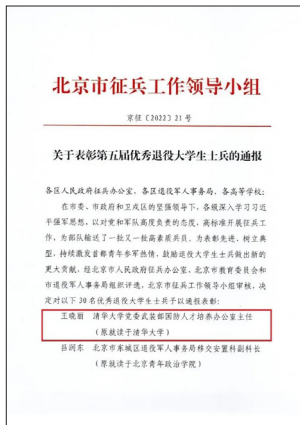 北京市征兵工作领导小组
京征〔2022〕21号
关于表彰第五届优秀退役大学生士兵的通报
各区人民政府征兵办公室、各区退役军人事务局、各高等学校：
在市委、市政府和卫戍区的坚强领导下，各级深入学习习近
平强军思想，以对党和军队高度负责的态度，高标准开展征兵工
作，为部队输送了一批又一批高素质兵员。为表彰先进，树立典
型，持续激发首都青年参军热情，鼓励退役大学生士兵做出新的
更大贡献，经北京市人民政府征兵办公室、北京市教育委员会和
市退役军人事务局组织评选，北京市征兵工作领导小组审核，决
定对以下30名优秀退役大学生士兵予以通报表彰：
王晓丽 清华大学党委武装部国防人才培养办公室主任
（原就读于清华大学）
吕润东 北京市东城区退役军人事务局移交安置科副科长
（原就读于北京青年政治学院）